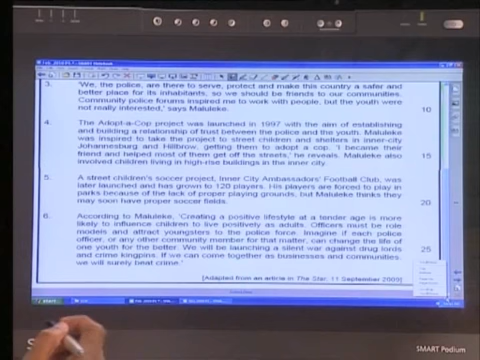 3. 'We, the police, are there to serve, protect and make this country a safer and
better place for its inhabitants, so we should be friends to our communities.
Community police forums inspired me to work with people, but the youth were
not really interested,' says Maluleke. 10
4. The Adopt-a-Cop project was launched in 1997 with the aim of establishing
and building a relationship of trust between the police and the youth. Maluleke
was inspired to take the project to street children and shelters in inner-city
Johannesburg and Hillbrow, getting them to adopt a cop. 'I became their
friend and helped most of them get off the streets,' he reveals. Maluleke also 15
involved children living in high-rise buildings in the inner city.
5. A street children's soccer project, Inner City Ambassadors' Football Club, was
later launched and has grown to 120 players. His players are forced to play in
parks because of the lack of proper playing grounds, but Maluleke thinks they
may soon have proper soccer fields. 20
6. According to Maluleke, 'Creating a positive lifestyle at a tender age is more
likely to influence children to live positively as adults. Officers must be role
models and attract youngsters to the police force. Imagine if each police
officer, or any other community member for that matter, can change the life of
one youth for the better. We will be launching a silent war against drug lords 25
and crime kingpins. If we can come together as businesses and communities,
we will surely beat crime.'
[Adapted from an article in The Star, 11 September 2009]
start
SMART Podium